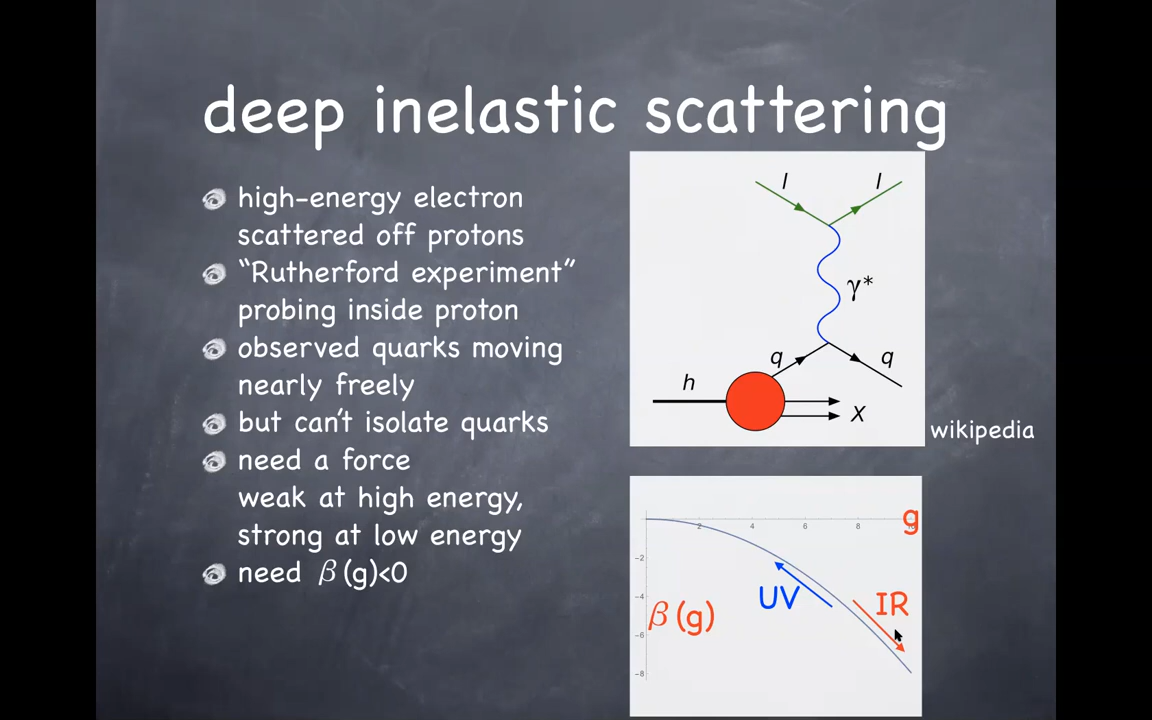 deep inelastic scattering
high-energy electron
scattered off protons
“Rutherford experiment”
probing inside proton
observed quarks moving
nearly freely
but can't isolate quarks
need a force
weak at high energy,
strong at low energy
need β(g)<0
l l
γ*
q q
h
X
wikipedia
2 4 6 8
g
-2
-4
-6
-8
β(g)
UV
IR